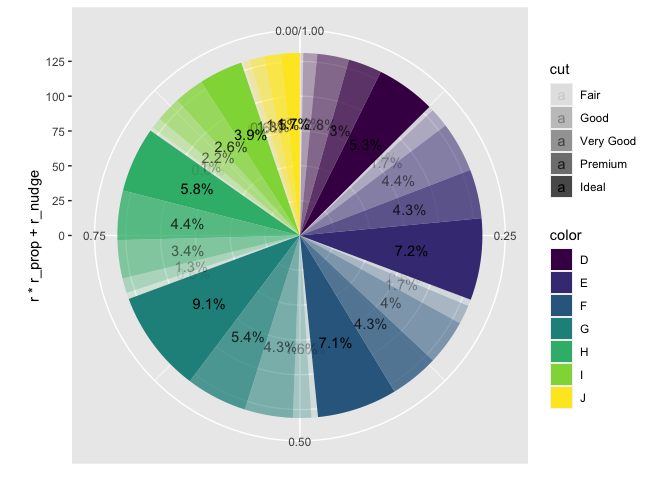 0.00/1.00
125
100
75
50
25
0
r * r_prop + r_nudge
0.75
0.25
0.50
3%
5.3%
1.7%
4.4%
4.3%
7.2%
1.7%
4%
4.3%
7.1%
4.3%
5.4%
9.1%
1.3%
3.4%
4.4%
5.8%
2.2%
2.6%
3.9%
cut
a Fair
a Good
a Very Good
a Premium
a Ideal
color
D
E
F
G
H
I
J